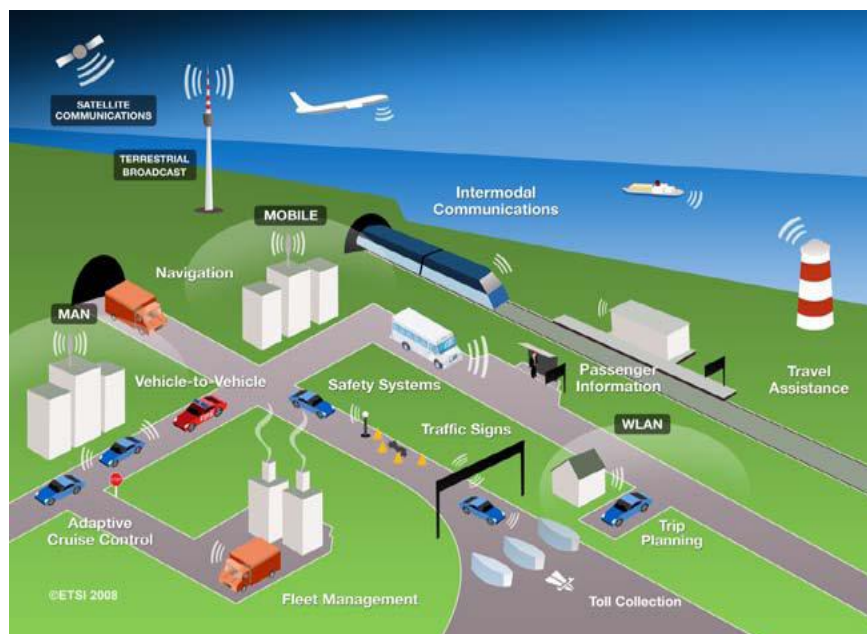 SATELLITE
COMMUNICATIONS
TERRESTRIAL
BROADCAST
Intermodal
Communications
MOBILE
Navigation
MAN
Vehicle-to-Vehicle
Safety Systems
Passenger
Information
Travel
Assistance
Traffic Signs
WLAN
Adaptive
Cruise Control
Trip
Planning
©ETSI 2008
Fleet Management
Toll Collection